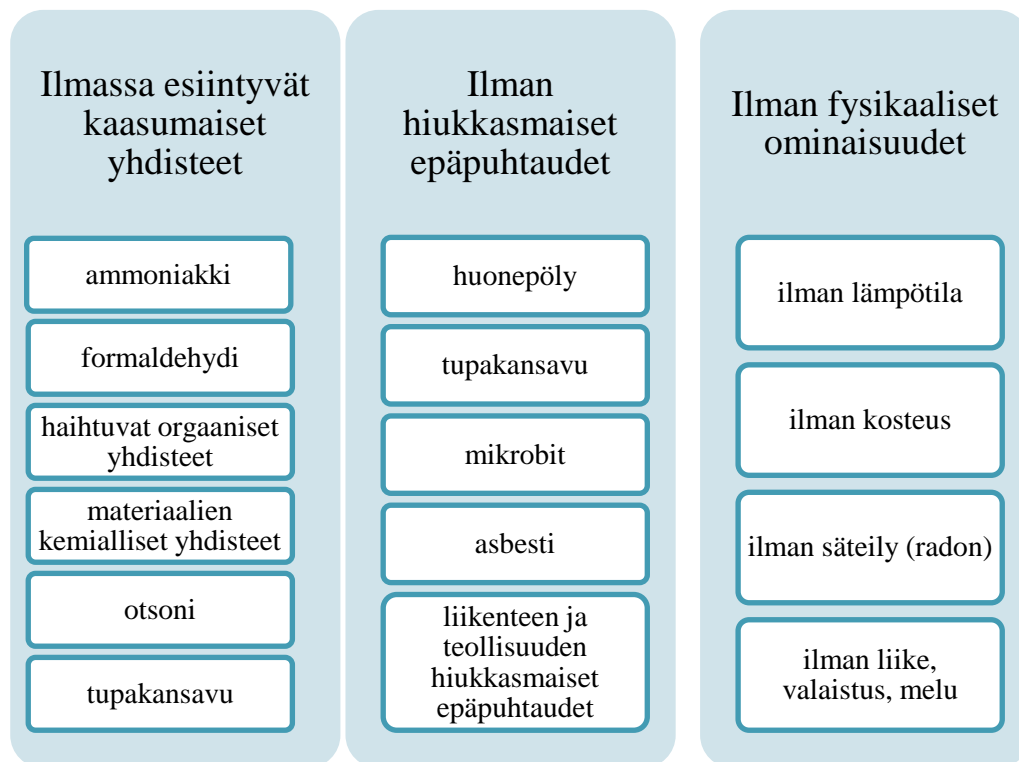 Ilmassa esiintyvät
kaasumaiset
yhdisteet
ammoniakki
formaldehydi
haihtuvat orgaaniset
yhdisteet
materiaalien
kemialliset yhdisteet
otsoni
tupakansavu
Ilman
hiukkasmaiset
epäpuhtaudet
huonepöly
tupakansavu
mikrobit
asbesti
liikenteen ja
teollisuuden
hiukkasmaiset
epäpuhtaudet
Ilman fysikaaliset
ominaisuudet
ilman lämpötila
ilman kosteus
ilman säteily (radon)
ilman liike,
valaistus, melu